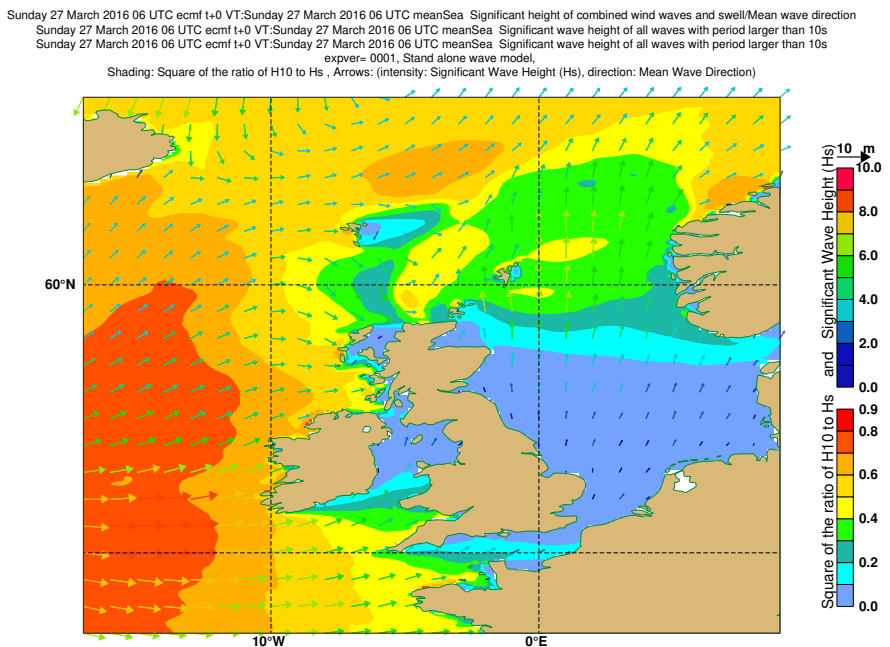 Sunday 27 March 2016 06 UTC ecmf t+0 VT:Sunday 27 March 2016 06 UTC meanSea Significant height of combined wind waves and swell/Mean wave direction
Sunday 27 March 2016 06 UTC ecmf t+0 VT:Sunday 27 March 2016 06 UTC meanSea Significant wave height of all waves with period larger than 10s
Sunday 27 March 2016 06 UTC ecmf t+0 VT:Sunday 27 March 2016 06 UTC meanSea Significant wave height of all waves with period larger than 10s
expver= 0001, Stand alone wave model,
Shading: Square of the ratio of H10 to Hs , Arrows: (intensity: Significant Wave Height (Hs), direction: Mean Wave Direction)
60°N
10°W
0°E
10 m
10.0
8.0
6.0
4.0
2.0
0.0
and Significant Wave Height (Hs)
0.9
0.8
0.6
0.4
0.2
0.0
Square of the ratio of H10 to Hs